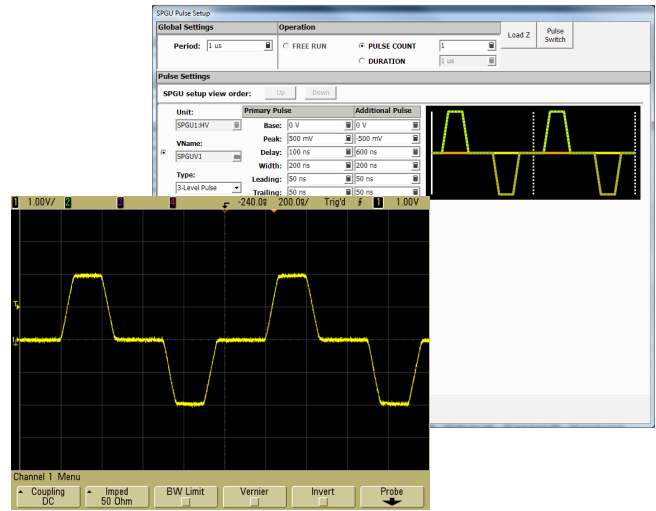 SPGU Pulse Setup
Global Settings
Operation
Period: 1 us
FREE RUN
PULSE COUNT 1
DURATION 1 us
Load Z
Pulse Switch
Pulse Settings
SPGU setup view order: Up Down
Unit:
SPGU1:HV
VName:
SPGUV1
Type:
3-Level Pulse
Primary Pulse Additional Pulse
Base: 0 V 0 V
Peak: 500 mV -500 mV
Delay: 100 ns 600 ns
Width: 200 ns 200 ns
Leading: 50 ns 50 ns
Trailing: 50 ns 50 ns
1 1.00V/ 2 3 4 -240.0s 200.0s/ Trig'd 1 1.00V
Channel 1 Menu
Coupling
DC
Imped
50 Ohm
BW Limit
Vernier
Invert
Probe